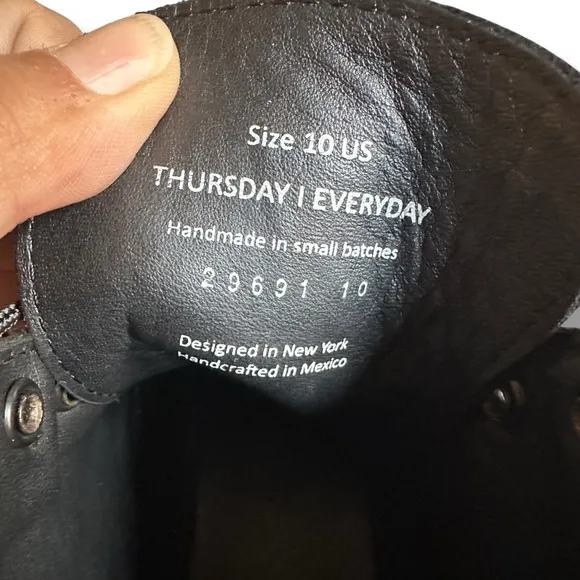 Size 10 US
THURSDAY | EVERYDAY
Handmade in small batches
29691 10
Designed in New York
Handcrafted in Mexico